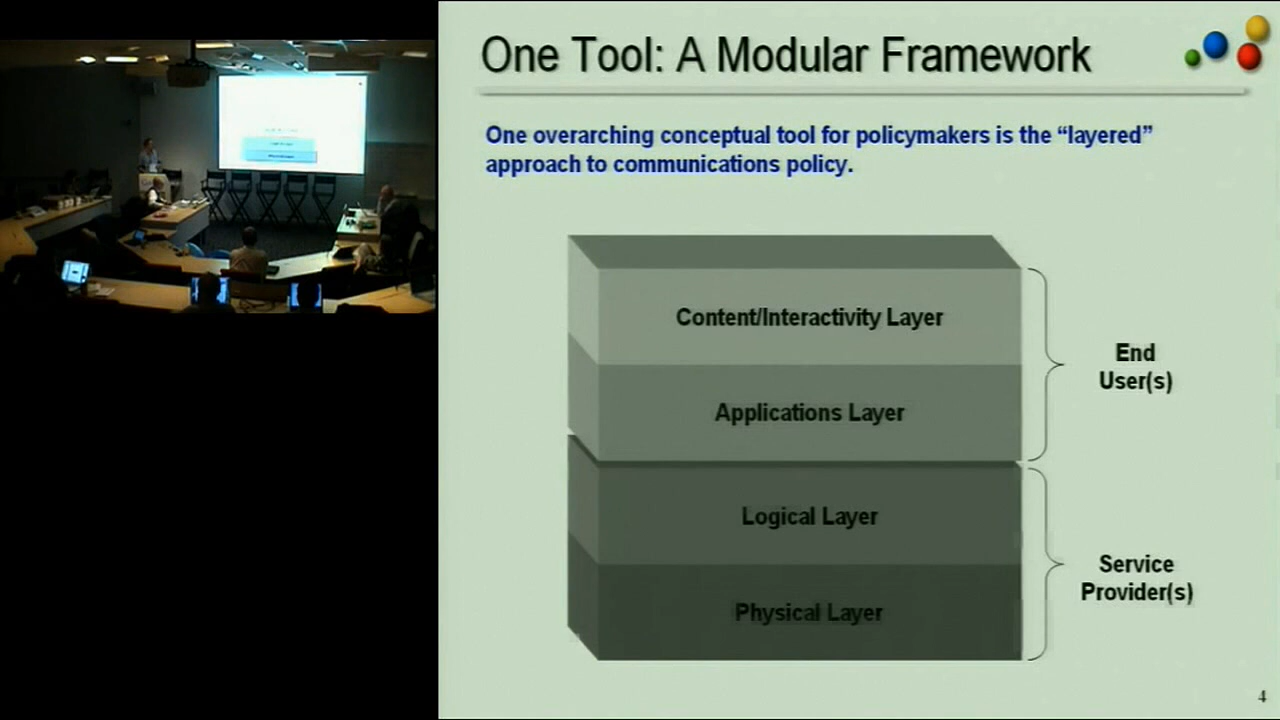 One Tool: A Modular Framework
One overarching conceptual tool for policymakers is the “layered”
approach to communications policy.
Content/Interactivity Layer
Applications Layer
End
User(s)
Logical Layer
Physical Layer
Service
Provider(s)
4